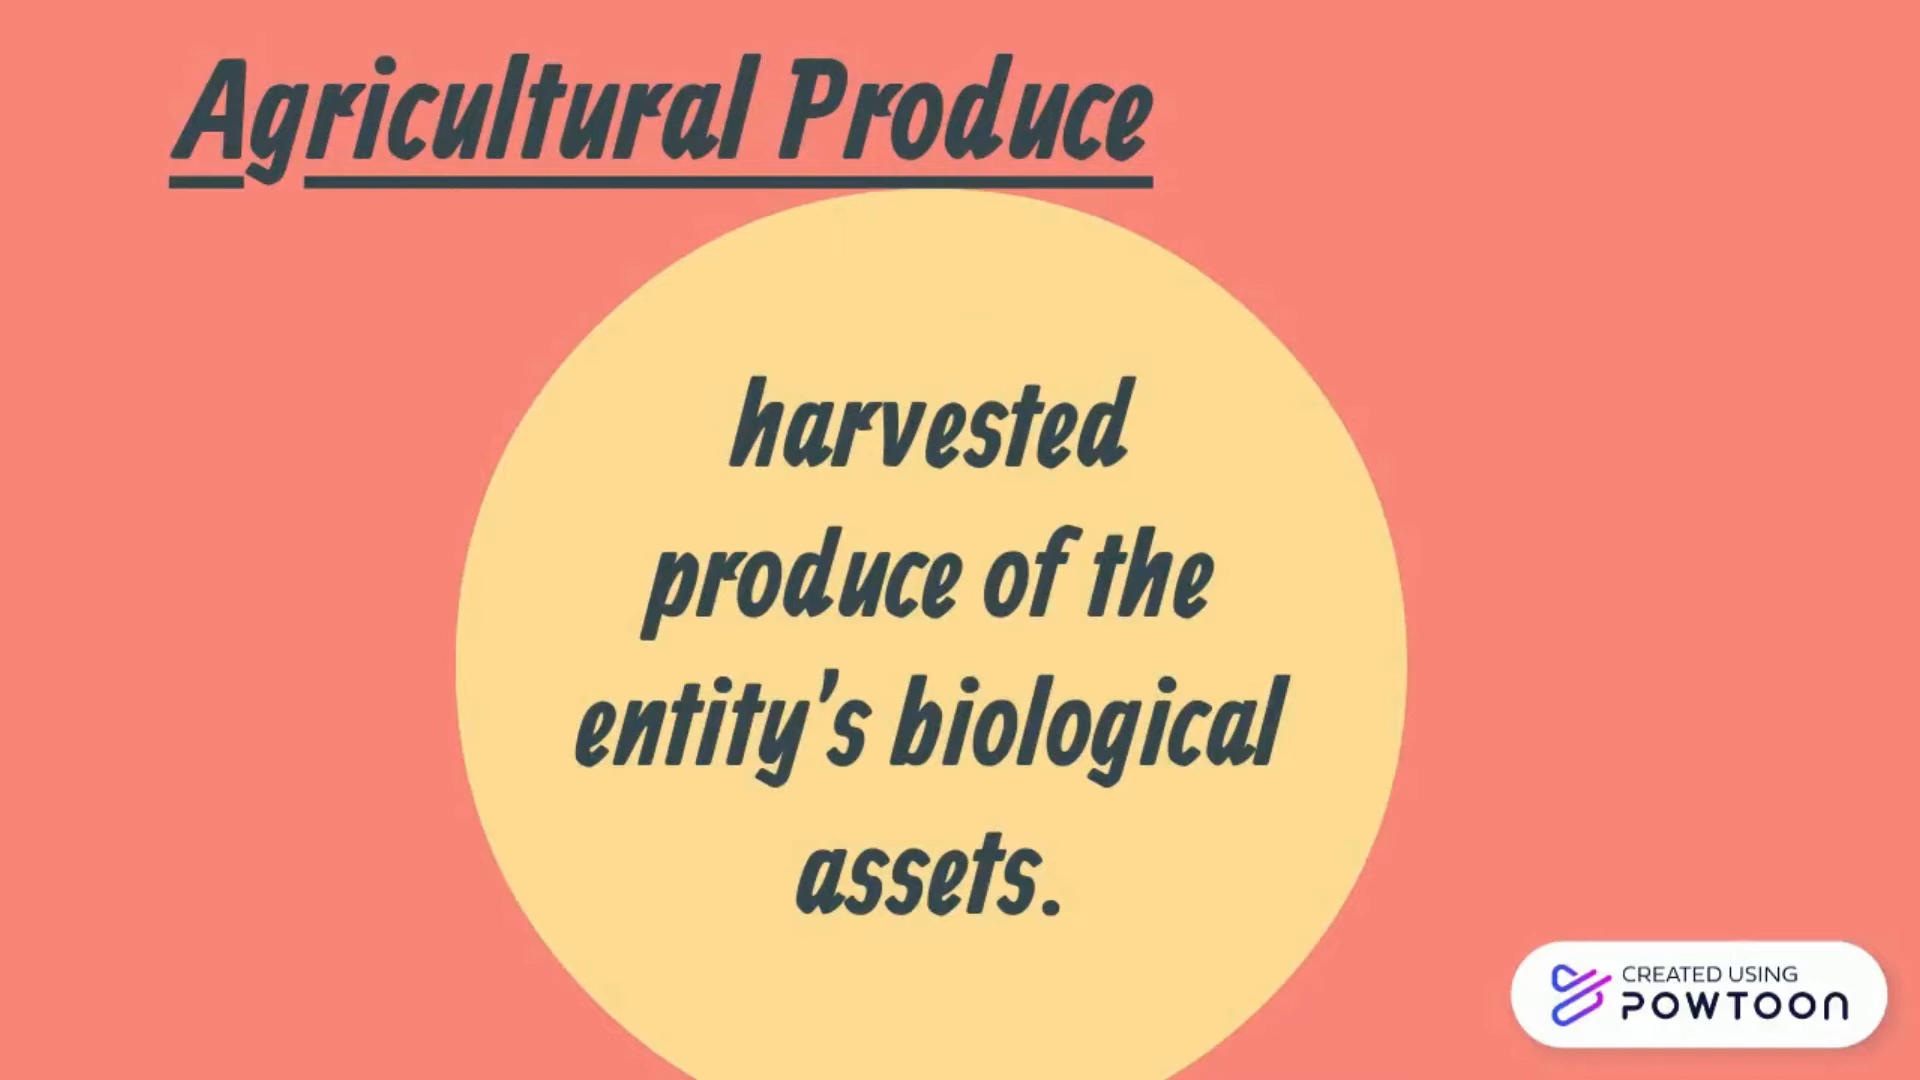 Agricultural Produce
harvested
produce of the
entity's biological
assets.
CREATED USING
POWTOON